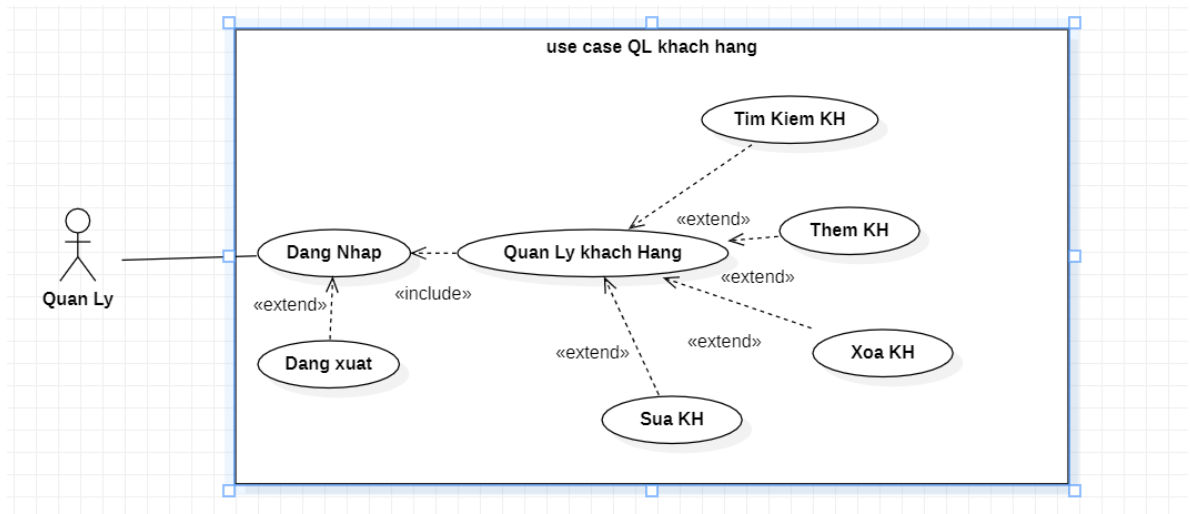 use case QL khach hang
Tim Kiem KH
«extend»
Them KH
Dang Nhap
Quan Ly khach Hang
«extend»
Quan Ly
«extend»
«include»
«extend»
«extend»
Xoa KH
Dang xuat
Sua KH